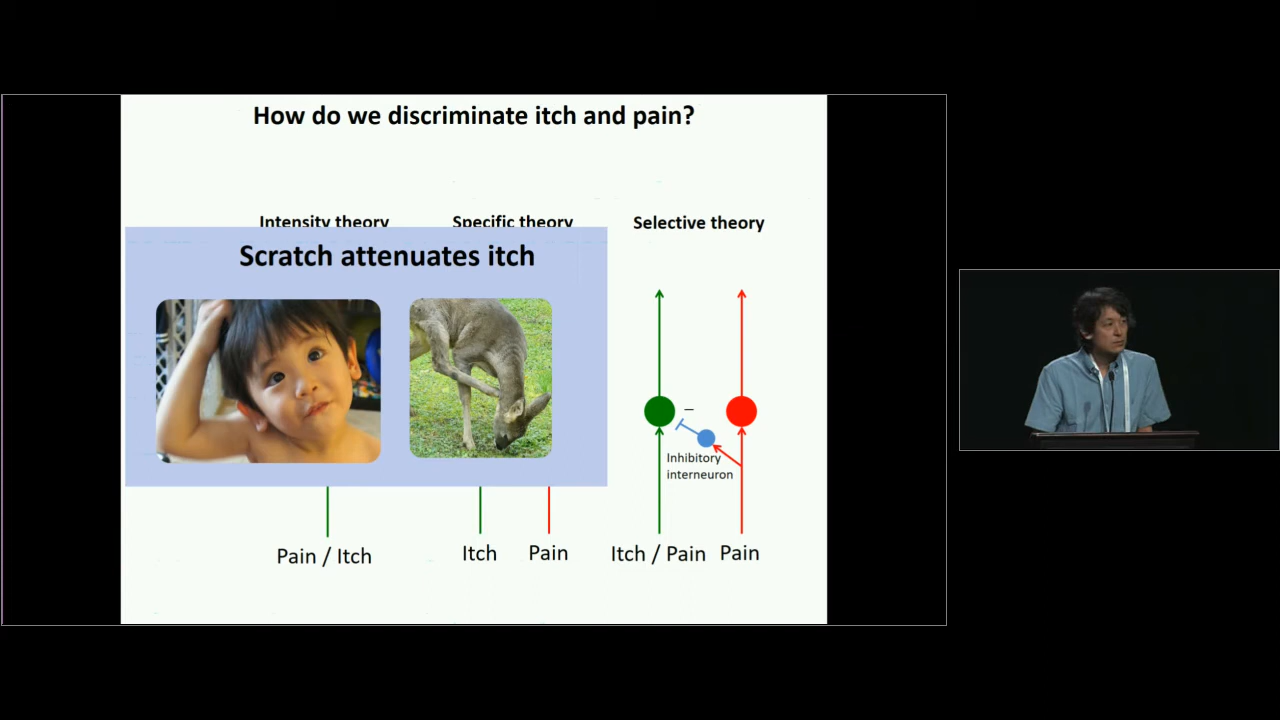 How do we discriminate itch and pain?
Intensity theory
Specific theory
Selective theory
Scratch attenuates itch
–
Inhibitory
interneuron
Pain / Itch
Itch
Pain
Itch / Pain
Pain